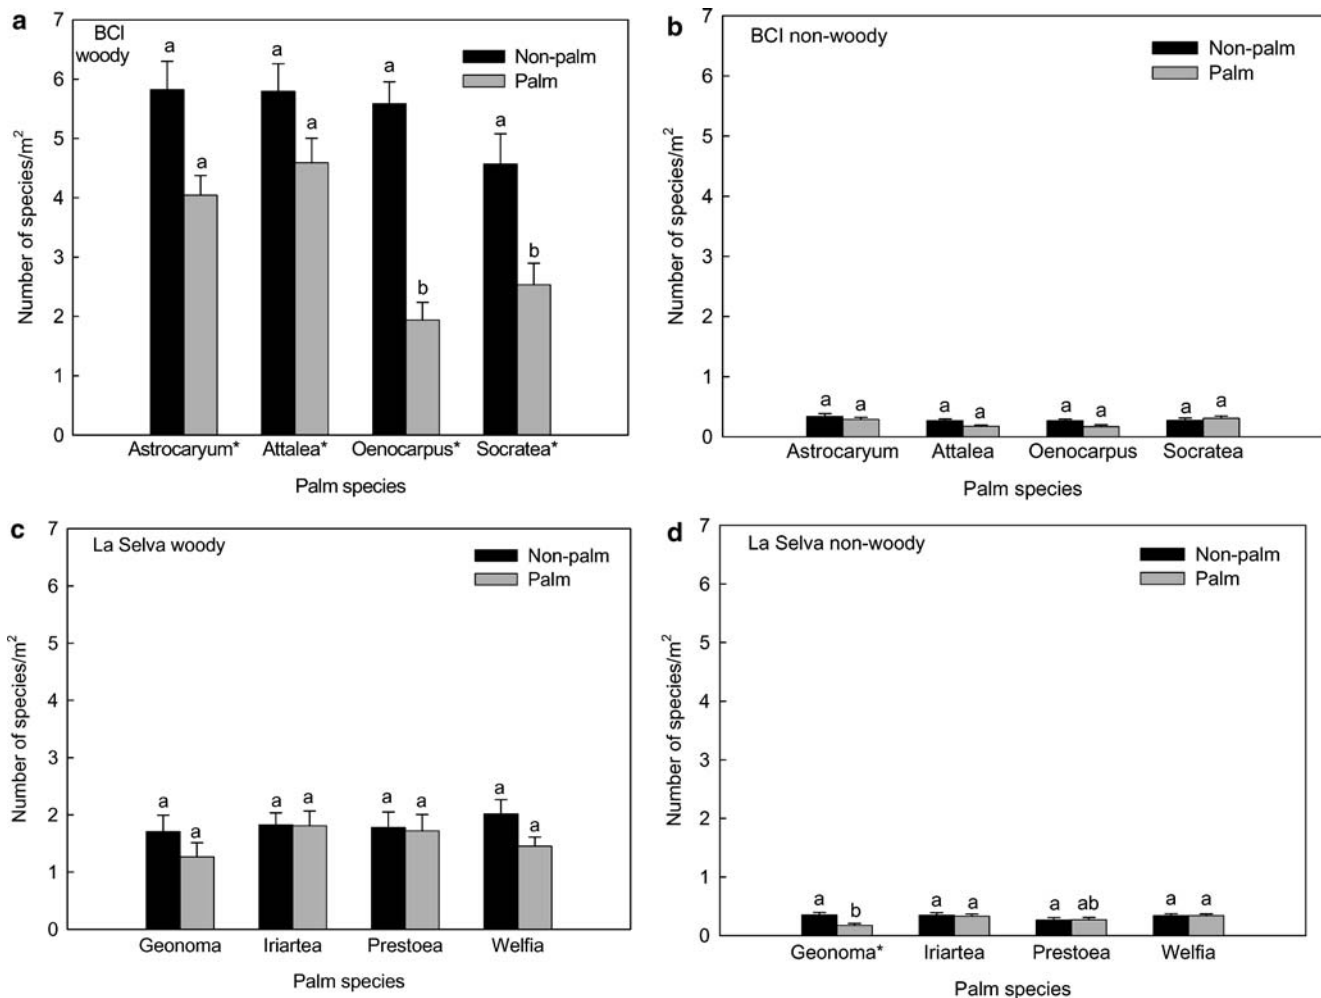 a
BCI
woody
Non-palm
Palm
Number of species/m²
7
6
5
4
3
2
1
0
a a a a a a b a b
Astrocaryum* Attalea* Oenocarpus* Socratea*
Palm species
b
BCI non-woody
Non-palm
Palm
Number of species/m²
7
6
5
4
3
2
1
0
a a a a a a a a
Astrocaryum Attalea Oenocarpus Socratea
Palm species
c
La Selva woody
Non-palm
Palm
Number of species/m²
7
6
5
4
3
2
1
0
a a a a a a a a
Geonoma Iriartea Prestoea Welfia
Palm species
d
La Selva non-woody
Non-palm
Palm
Number of species/m²
7
6
5
4
3
2
1
0
a b a a a ab a a
Geonoma* Iriartea Prestoea Welfia
Palm species